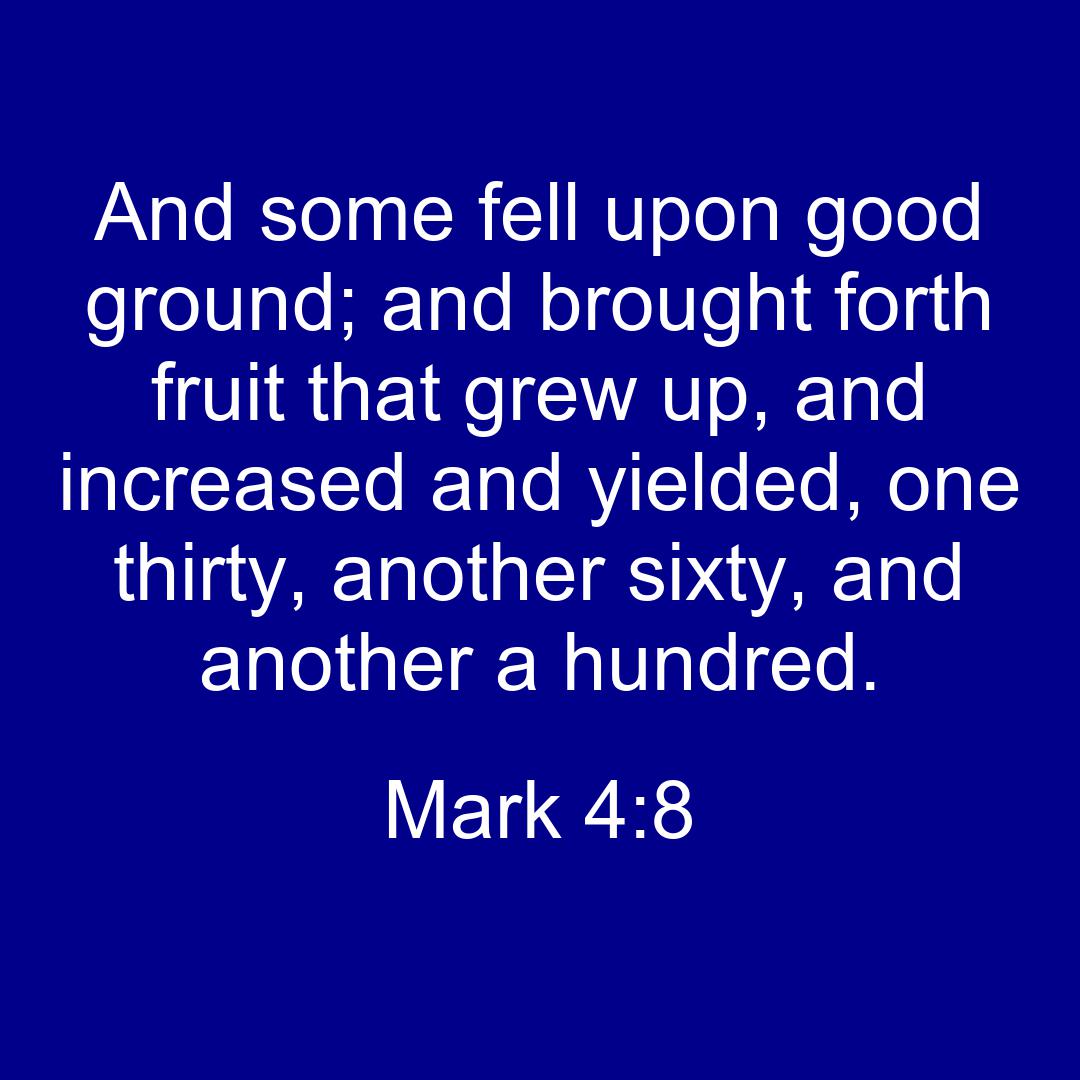 And some fell upon good
ground; and brought forth
fruit that grew up, and
increased and yielded, one
thirty, another sixty, and
another a hundred.
Mark 4:8